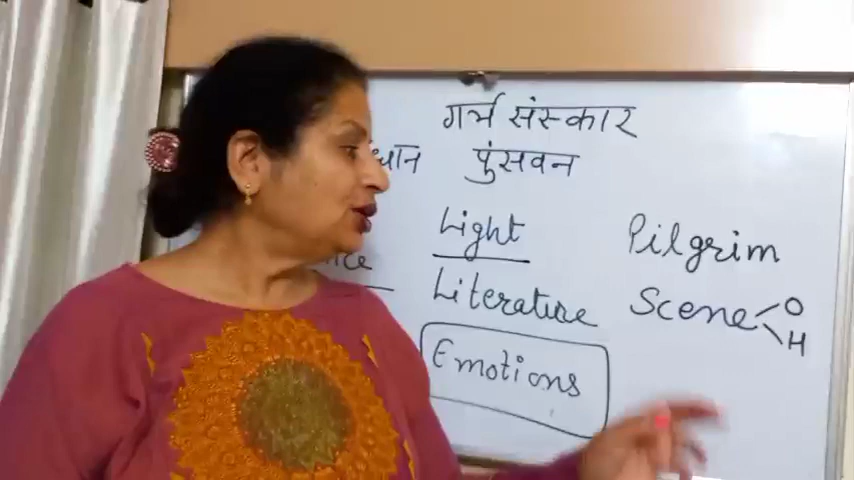 गर्भ संस्कार
पुंसवन
Light Pilgrim
Literature Scene O
H
Emotions